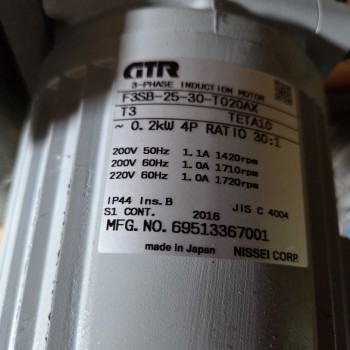 GTR
3-PHASE INDUCTION MOTOR
F3SB-25-30-T020AX
T3 TETA10
~ 0.2kW 4P RATIO 30:1
200V 50Hz 1.1A 1420rpm
200V 60Hz 1.0A 1710rpm
220V 60Hz 1.0A 1720rpm
IP44 Ins.B JIS C 4004
S1 CONT. 2016
MFG.NO.69513367001
made in Japan NISSEI CORP.